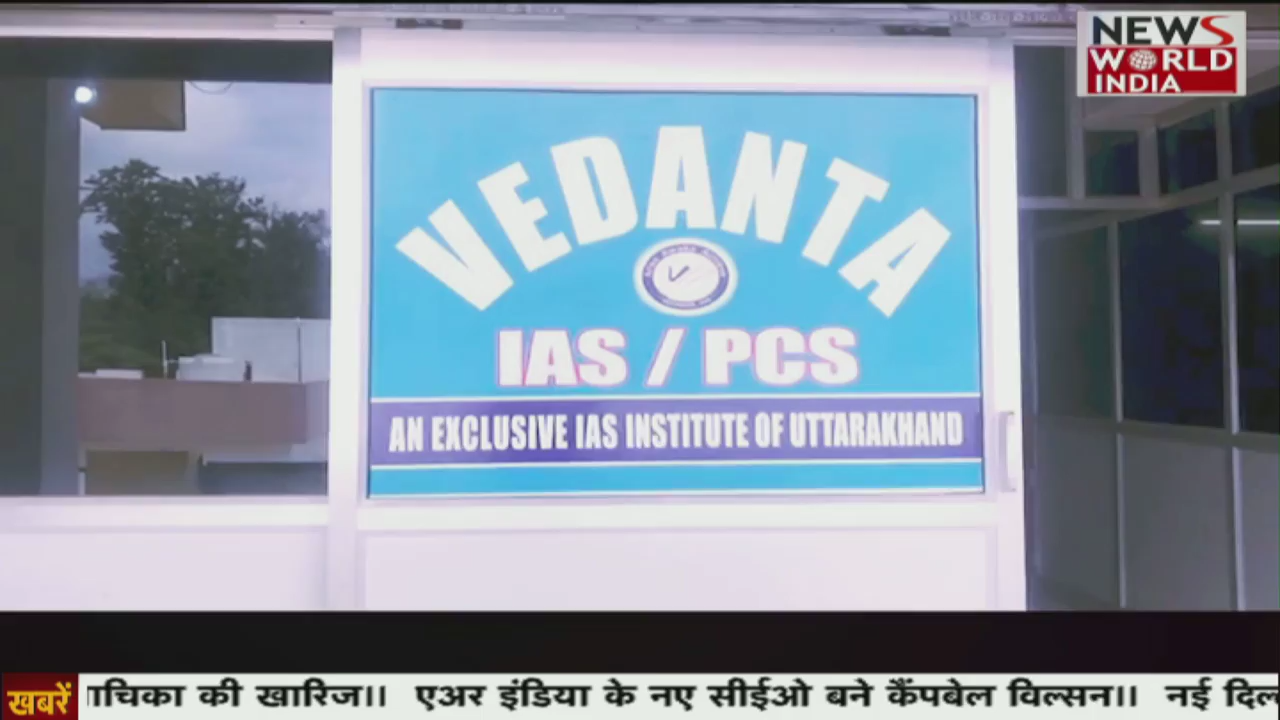 NEWS
WORLD
INDIA
VEDANTA
IAS / PCS
AN EXCLUSIVE IAS INSTITUTE OF UTTARAKHAND
खबरें
की खारिज।। एअर इंडिया के नए सीईओ बने कैंपबेल विल्सन।। नई